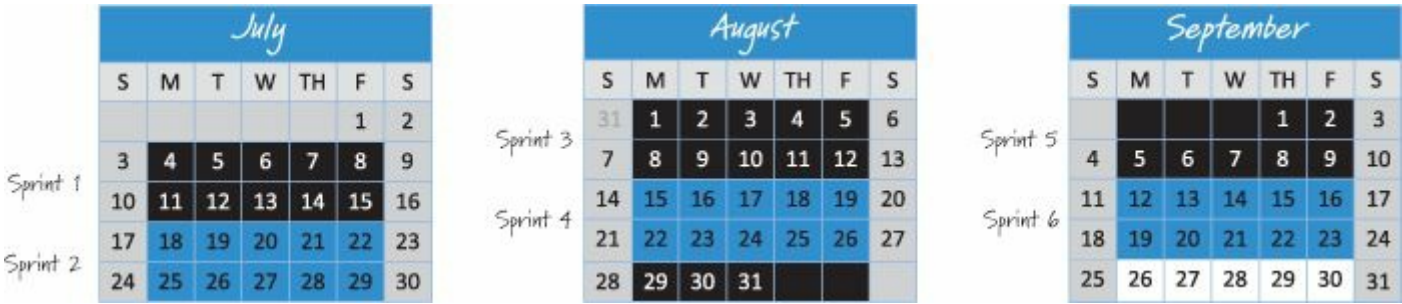 July
S M T W TH F S
1 2
3 4 5 6 7 8 9
Sprint 1
10 11 12 13 14 15 16
17 18 19 20 21 22 23
Sprint 2
24 25 26 27 28 29 30
August
S M T W TH F S
31 1 2 3 4 5 6
Sprint 3
7 8 9 10 11 12 13
14 15 16 17 18 19 20
Sprint 4
21 22 23 24 25 26 27
28 29 30 31
September
S M T W TH F S
1 2 3
Sprint 5
4 5 6 7 8 9 10
11 12 13 14 15 16 17
Sprint 6
18 19 20 21 22 23 24
25 26 27 28 29 30 31